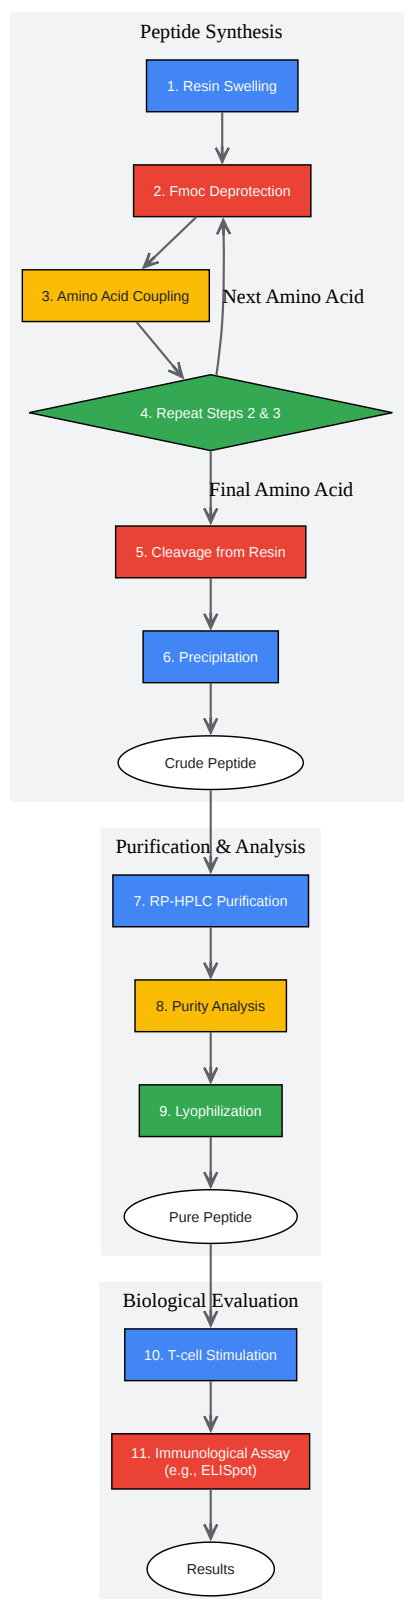 Peptide Synthesis
1. Resin Swelling
2. Fmoc Deprotection
3. Amino Acid Coupling
Next Amino Acid
4. Repeat Steps 2 & 3
Final Amino Acid
5. Cleavage from Resin
6. Precipitation
Crude Peptide
Purification & Analysis
7. RP-HPLC Purification
8. Purity Analysis
9. Lyophilization
Pure Peptide
Biological Evaluation
10. T-cell Stimulation
11. Immunological Assay
(e.g., ELISpot)
Results